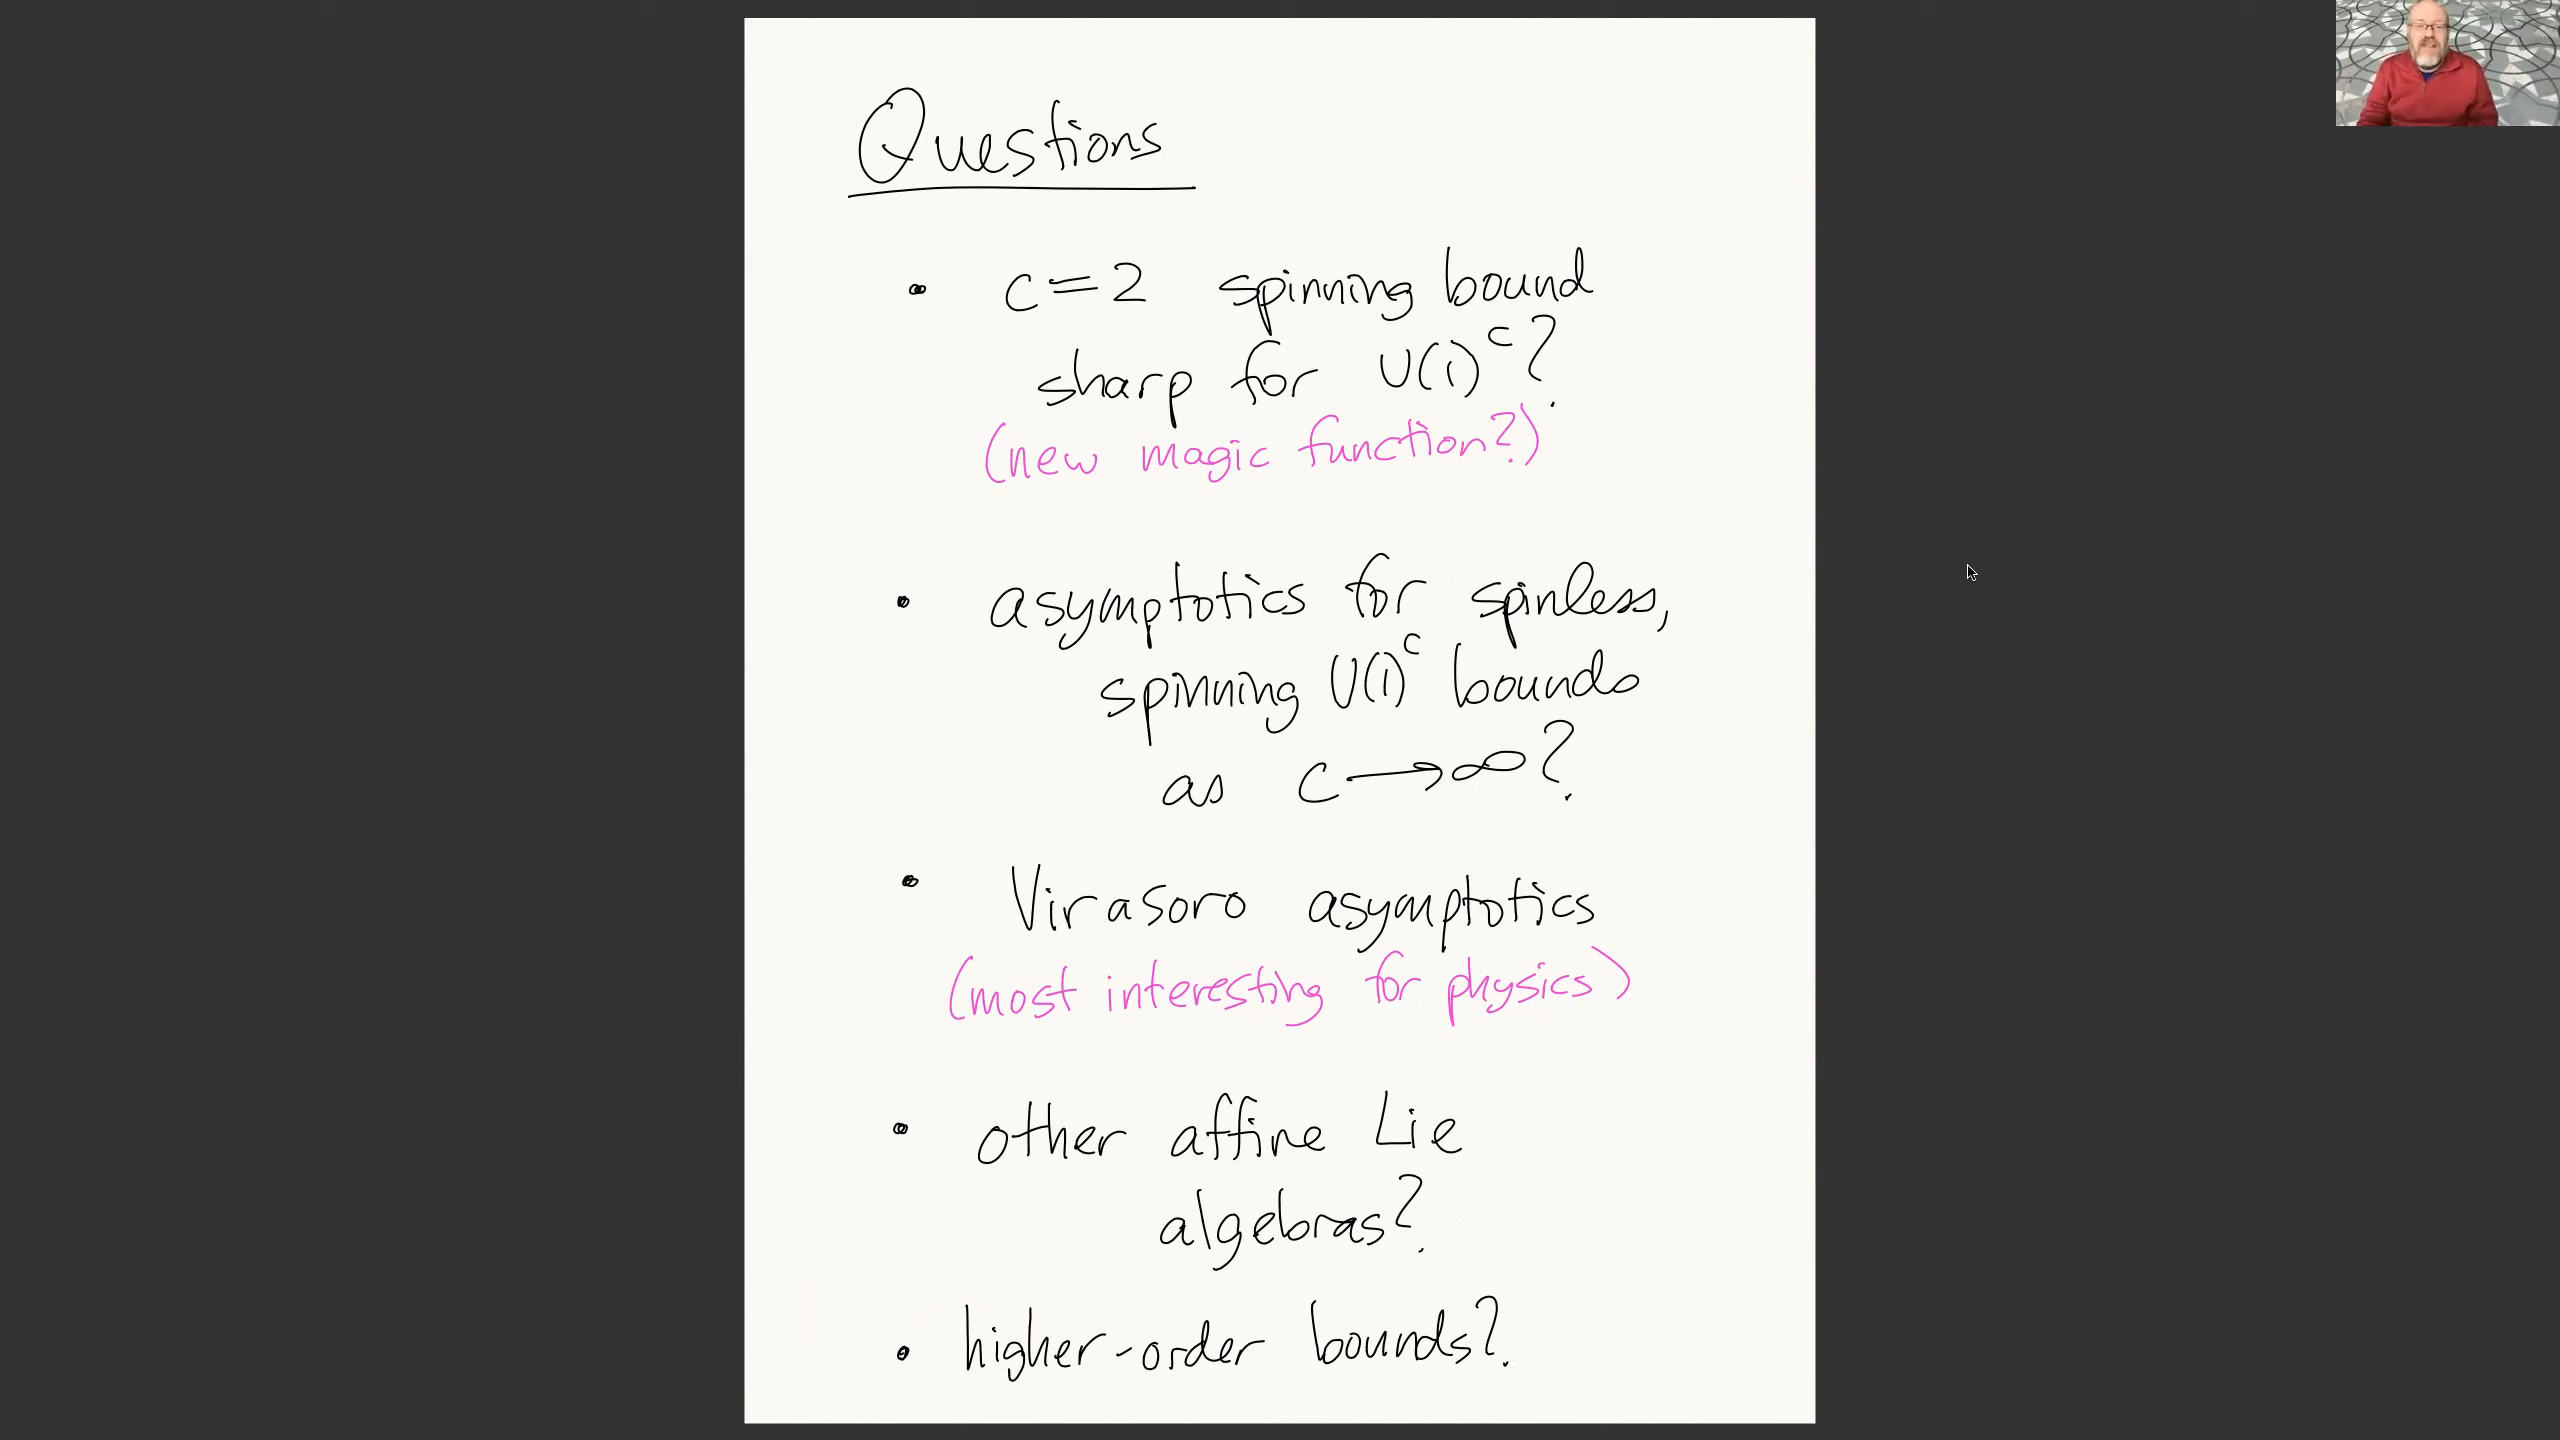 Questions
• c=2 spinning bound
sharp for U(1)^c?
(new magic function?)
• asymptotics for spinless,
spinning U(1)^c bounds
as c→∞?
• Virasoro asymptotics
(most interesting for physics)
• other affine Lie
algebras?
• higher-order bounds?